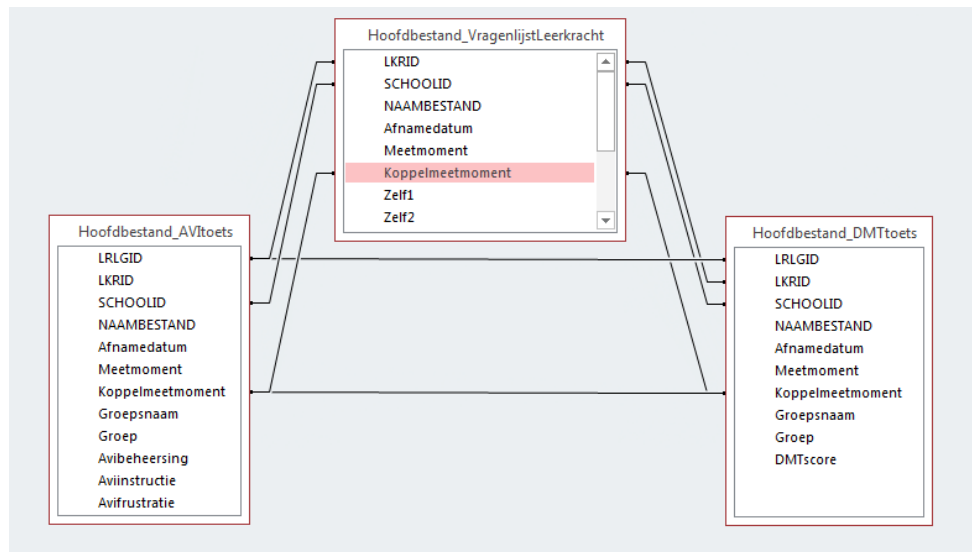 Hoofdbestand_VragenlijstLeerkracht
LKRID
SCHOOLID
NAAMBESTAND
Afnamedatum
Meetmoment
Koppelmeetmoment
Zelf1
Zelf2
Hoofdbestand_AVItoets
LRLGID
LKRID
SCHOOLID
NAAMBESTAND
Afnamedatum
Meetmoment
Koppelmeetmoment
Groepsnaam
Groep
Avibeheersing
Aviinstructie
Avifrustratie
Hoofdbestand_DMTtoets
LRLGID
LKRID
SCHOOLID
NAAMBESTAND
Afnamedatum
Meetmoment
Koppelmeetmoment
Groepsnaam
Groep
DMTscore